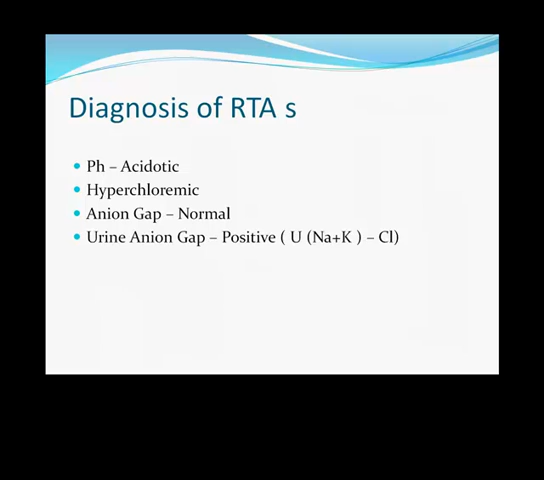 Diagnosis of RTA s
• Ph – Acidotic
• Hyperchloremic
• Anion Gap – Normal
• Urine Anion Gap – Positive ( U (Na+K ) – Cl)